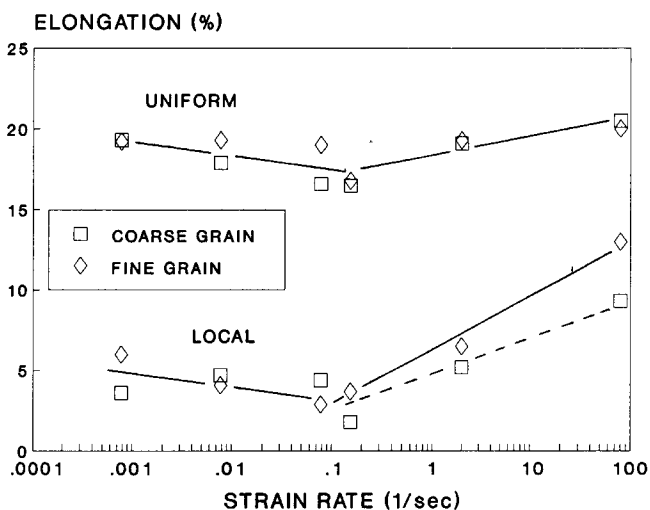 ELONGATION (%)
25
UNIFORM
20
15
COARSE GRAIN
FINE GRAIN
10
LOCAL
5
0
.0001 .001 .01 .1 1 10 100
STRAIN RATE (1/sec)